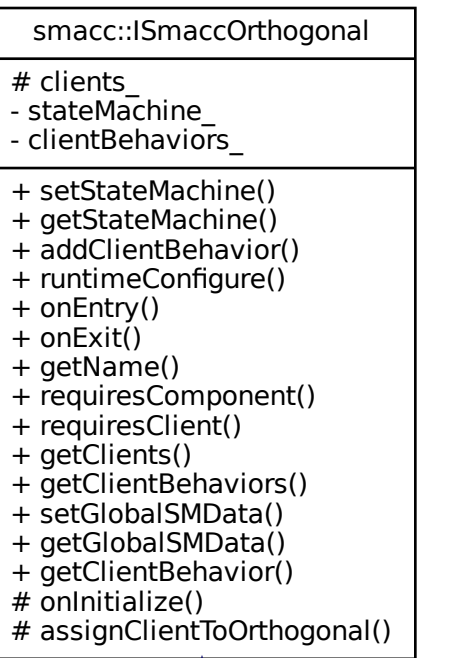 smacc::ISmaccOrthogonal
# clients_
- stateMachine_
- clientBehaviors_
+ setStateMachine()
+ getStateMachine()
+ addClientBehavior()
+ runtimeConfigure()
+ onEntry()
+ onExit()
+ getName()
+ requiresComponent()
+ requiresClient()
+ getClients()
+ getClientBehaviors()
+ setGlobalSMData()
+ getGlobalSMData()
+ getClientBehavior()
# onInitialize()
# assignClientToOrthogonal()